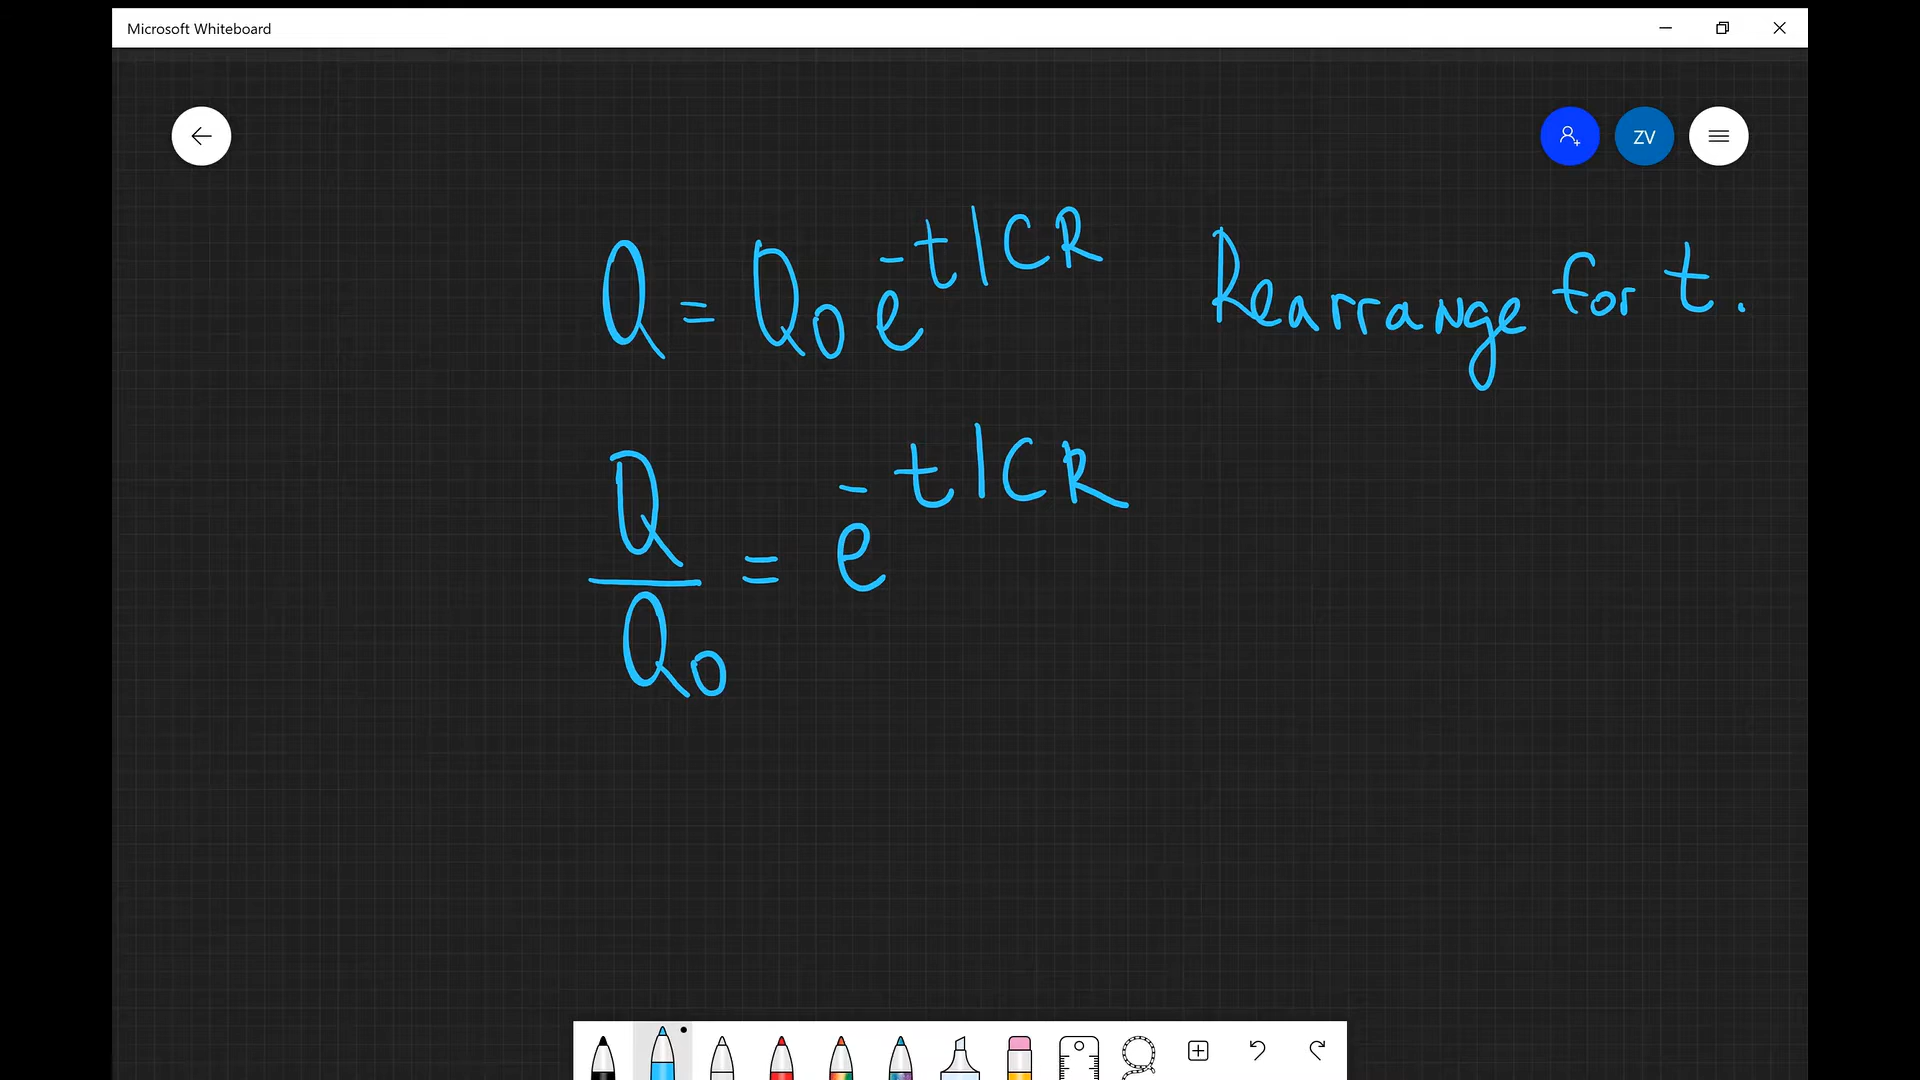 Microsoft Whiteboard
ZV
Q = Q₀ e^{-t/CR} Rearrange for t.
Q/Q₀ = e^{-t/CR}